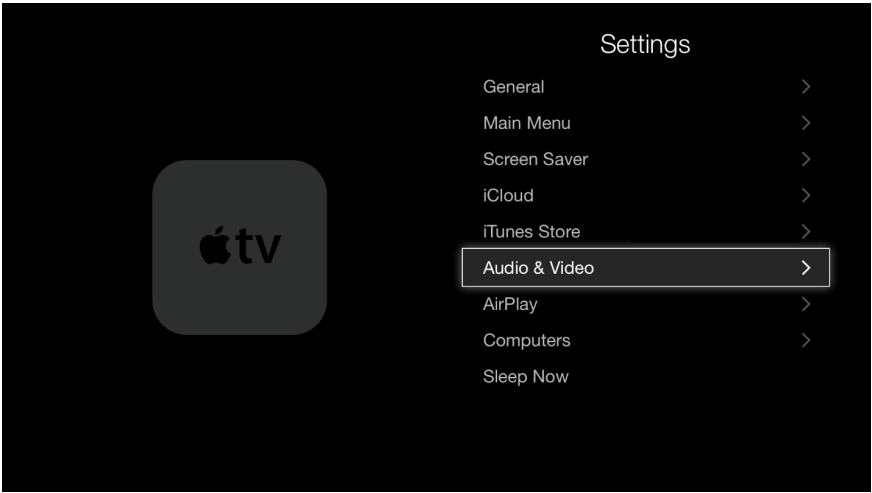 Settings
General
Main Menu
Screen Saver
iCloud
iTunes Store
Audio & Video
AirPlay
Computers
Sleep Now
tv